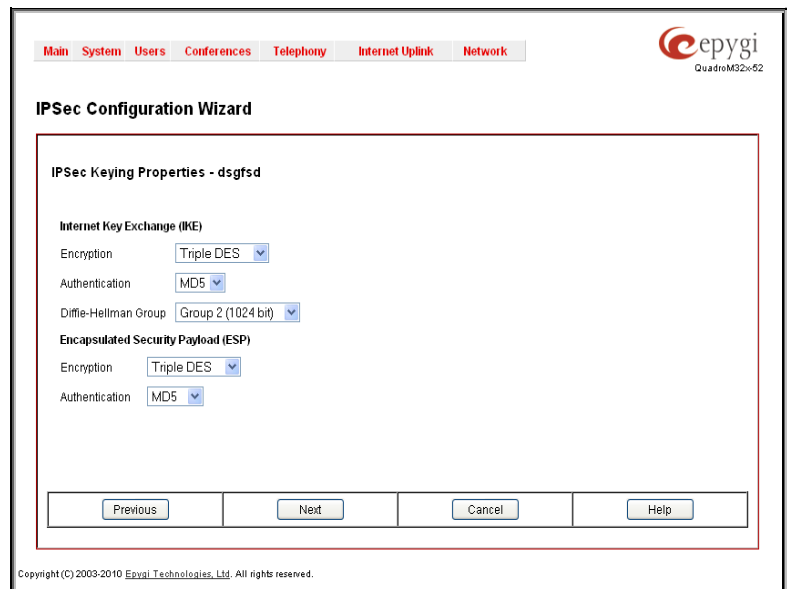 Main System Users Conferences Telephony Internet Uplink Network
epygi
QuadroM32x-52
IPSec Configuration Wizard
IPSec Keying Properties - dsgfsd
Internet Key Exchange (IKE)
Encryption Triple DES
Authentication MD5
Diffie-Hellman Group Group 2 (1024 bit)
Encapsulated Security Payload (ESP)
Encryption Triple DES
Authentication MD5
Previous Next Cancel Help
Copyright (C) 2003-2010 Epygi Technologies, Ltd. All rights reserved.